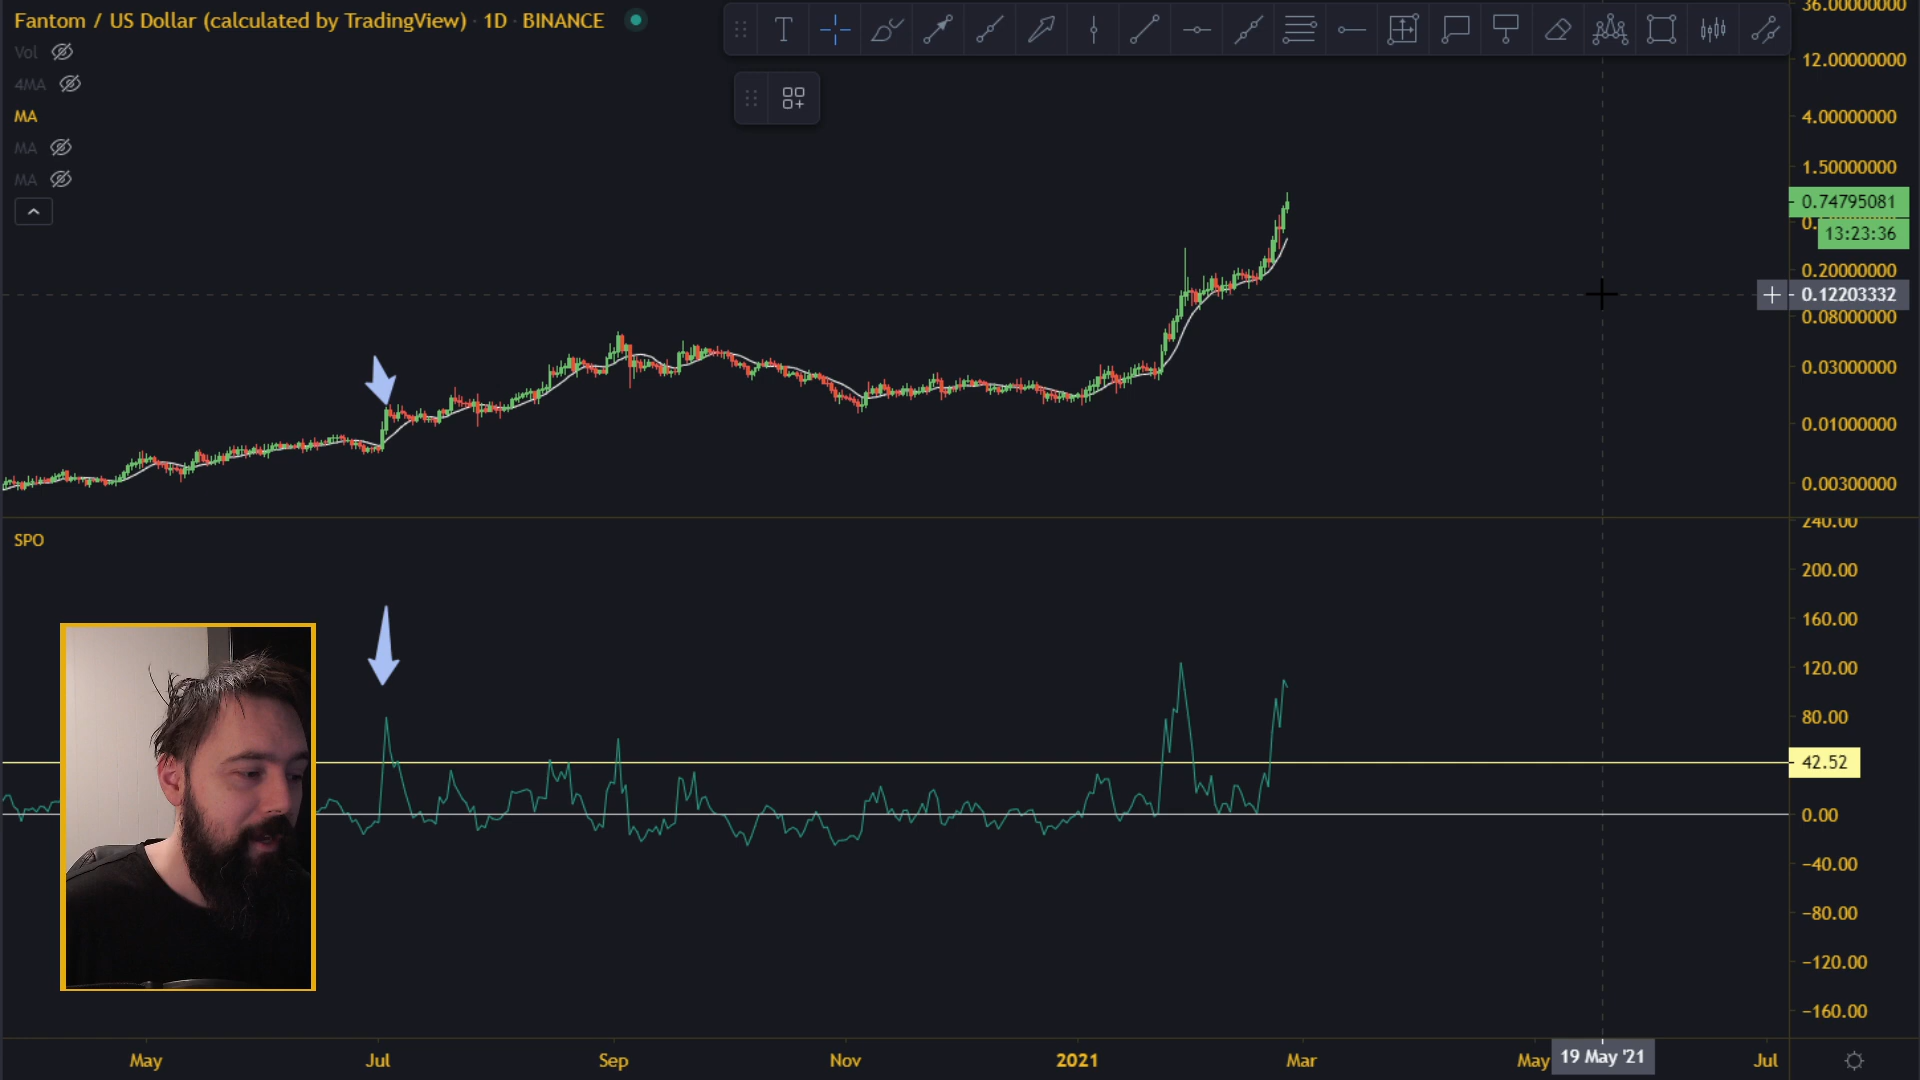 Fantom / US Dollar (calculated by TradingView) · 1D · BINANCE
Vol
4MA
MA
MA
MA
T
36.00000000
12.00000000
4.00000000
1.50000000
0.74795081
0.
13:23:36
0.20000000
0.12203332
0.08000000
0.03000000
0.01000000
0.00300000
SPO
240.00
200.00
160.00
120.00
80.00
42.52
0.00
−40.00
−80.00
−120.00
−160.00
May Jul Sep Nov 2021 Mar May 19 May '21 Jul